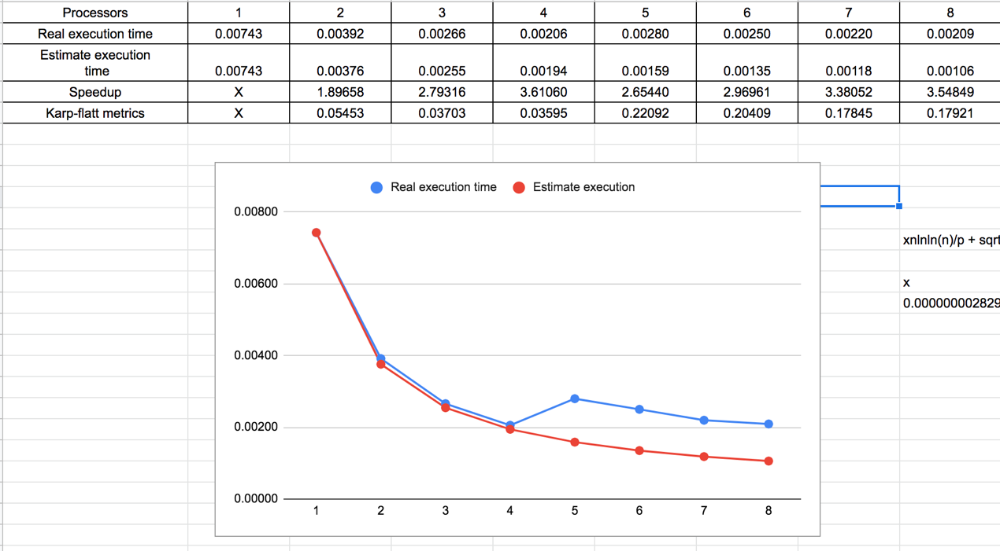 Processors 1 2 3 4 5 6 7 8
Real execution time 0.00743 0.00392 0.00266 0.00206 0.00280 0.00250 0.00220 0.00209
Estimate execution
time 0.00743 0.00376 0.00255 0.00194 0.00159 0.00135 0.00118 0.00106
Speedup X 1.89658 2.79316 3.61060 2.65440 2.96961 3.38052 3.54849
Karp-flatt metrics X 0.05453 0.03703 0.03595 0.22092 0.20409 0.17845 0.17921
Real execution time Estimate execution
0.00800
0.00600
0.00400
0.00200
0.00000
1 2 3 4 5 6 7 8
xnlnln(n)/p + sqrt
x
0.000000002829